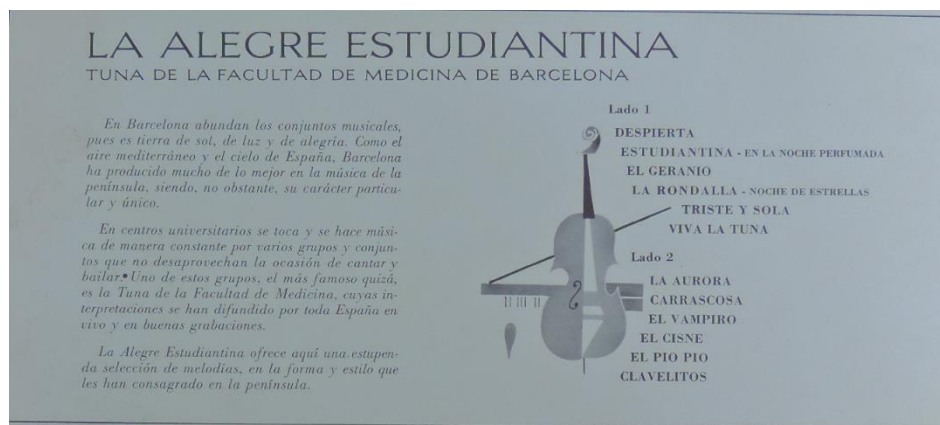 LA ALEGRE ESTUDIANTINA
TUNA DE LA FACULTAD DE MEDICINA DE BARCELONA
En Barcelona abundan los conjuntos musicales,
pues es tierra de sol, de luz y de alegría. Como el
aire mediterráneo y el cielo de España, Barcelona
ha producido mucho de lo mejor en la música de la
península, siendo, no obstante, su carácter particu-
lar y único.
En centros universitarios se toca y se hace músi-
ca de manera constante por varios grupos y conjun-
tos que no desaprovechan la ocasión de cantar y
bailar. Uno de estos grupos, el más famoso quizá,
es la Tuna de la Facultad de Medicina, cuyas in-
terpretaciones se han difundido por toda España en
vivo y en buenas grabaciones.
La Alegre Estudiantina ofrece aquí una estupen-
da selección de melodías, en la forma y estilo que
les han consagrado en la península.
Lado 1
DESPIERTA
ESTUDIANTINA - EN LA NOCHE PERFUMADA
EL GERANIO
LA RONDALLA - NOCHE DE ESTRELLAS
TRISTE Y SOLA
VIVA LA TUNA
Lado 2
LA AURORA
CARRASCOSA
EL VAMPIRO
EL CISNE
EL PIO PIO
CLAVELITOS